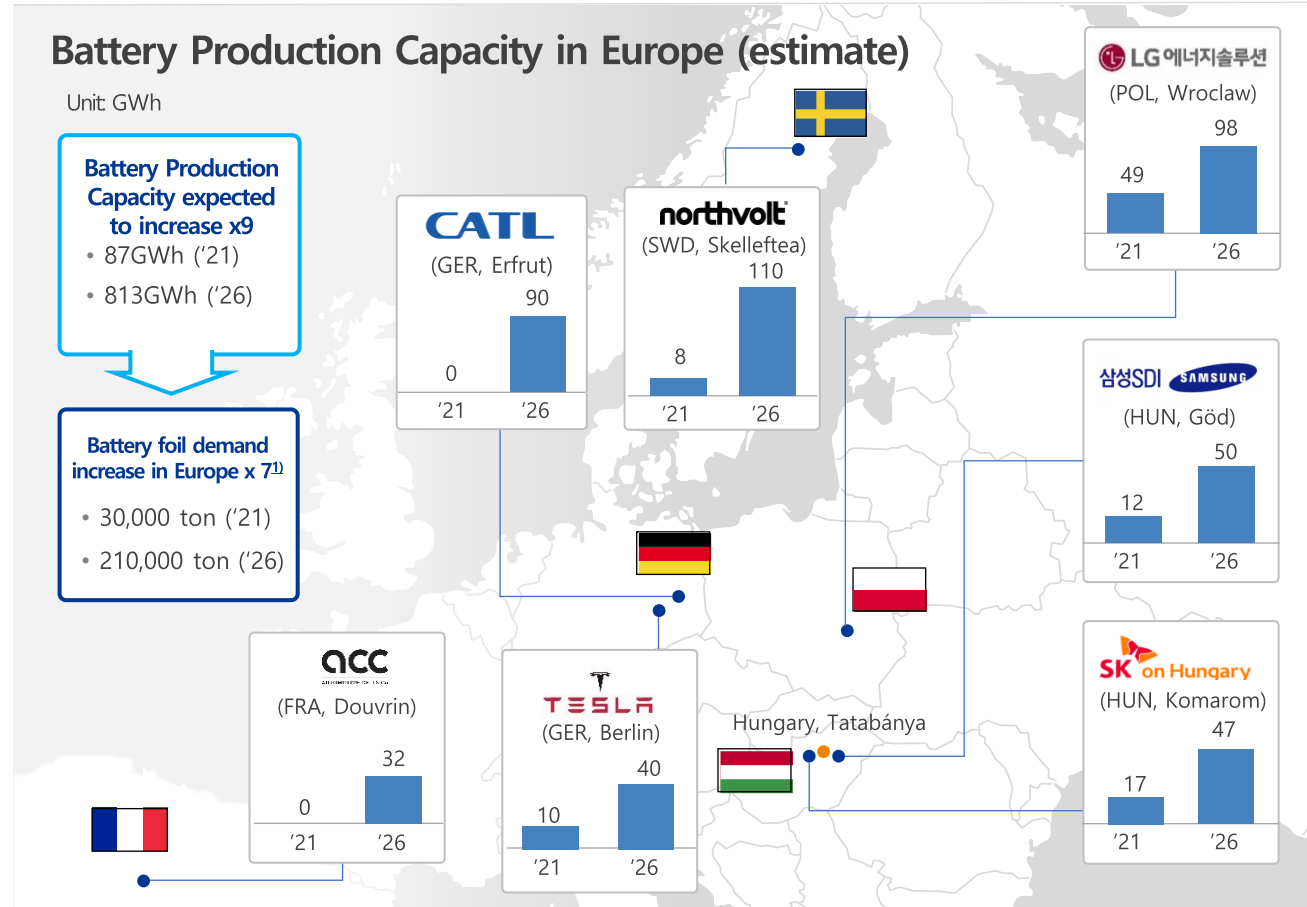 Battery Production Capacity in Europe (estimate)
Unit: GWh
Battery Production
Capacity expected
to increase x9
• 87GWh (‘21)
• 813GWh (‘26)
Battery foil demand
increase in Europe x 7¹⁾
• 30,000 ton (‘21)
• 210,000 ton (‘26)
CATL
(GER, Erfrut)
90
0
’21
’26
northvolt
(SWD, Skelleftea)
110
8
’21
’26
LG에너지솔루션
(POL, Wroclaw)
98
49
’21
’26
삼성SDI SAMSUNG
(HUN, Göd)
50
12
’21
’26
acc
AUTOMOTIVE CELLS Co
(FRA, Douvrin)
32
0
’21
’26
TESLA
(GER, Berlin)
40
10
’21
’26
Hungary, Tatabánya
SK on Hungary
(HUN, Komarom)
47
17
’21
’26